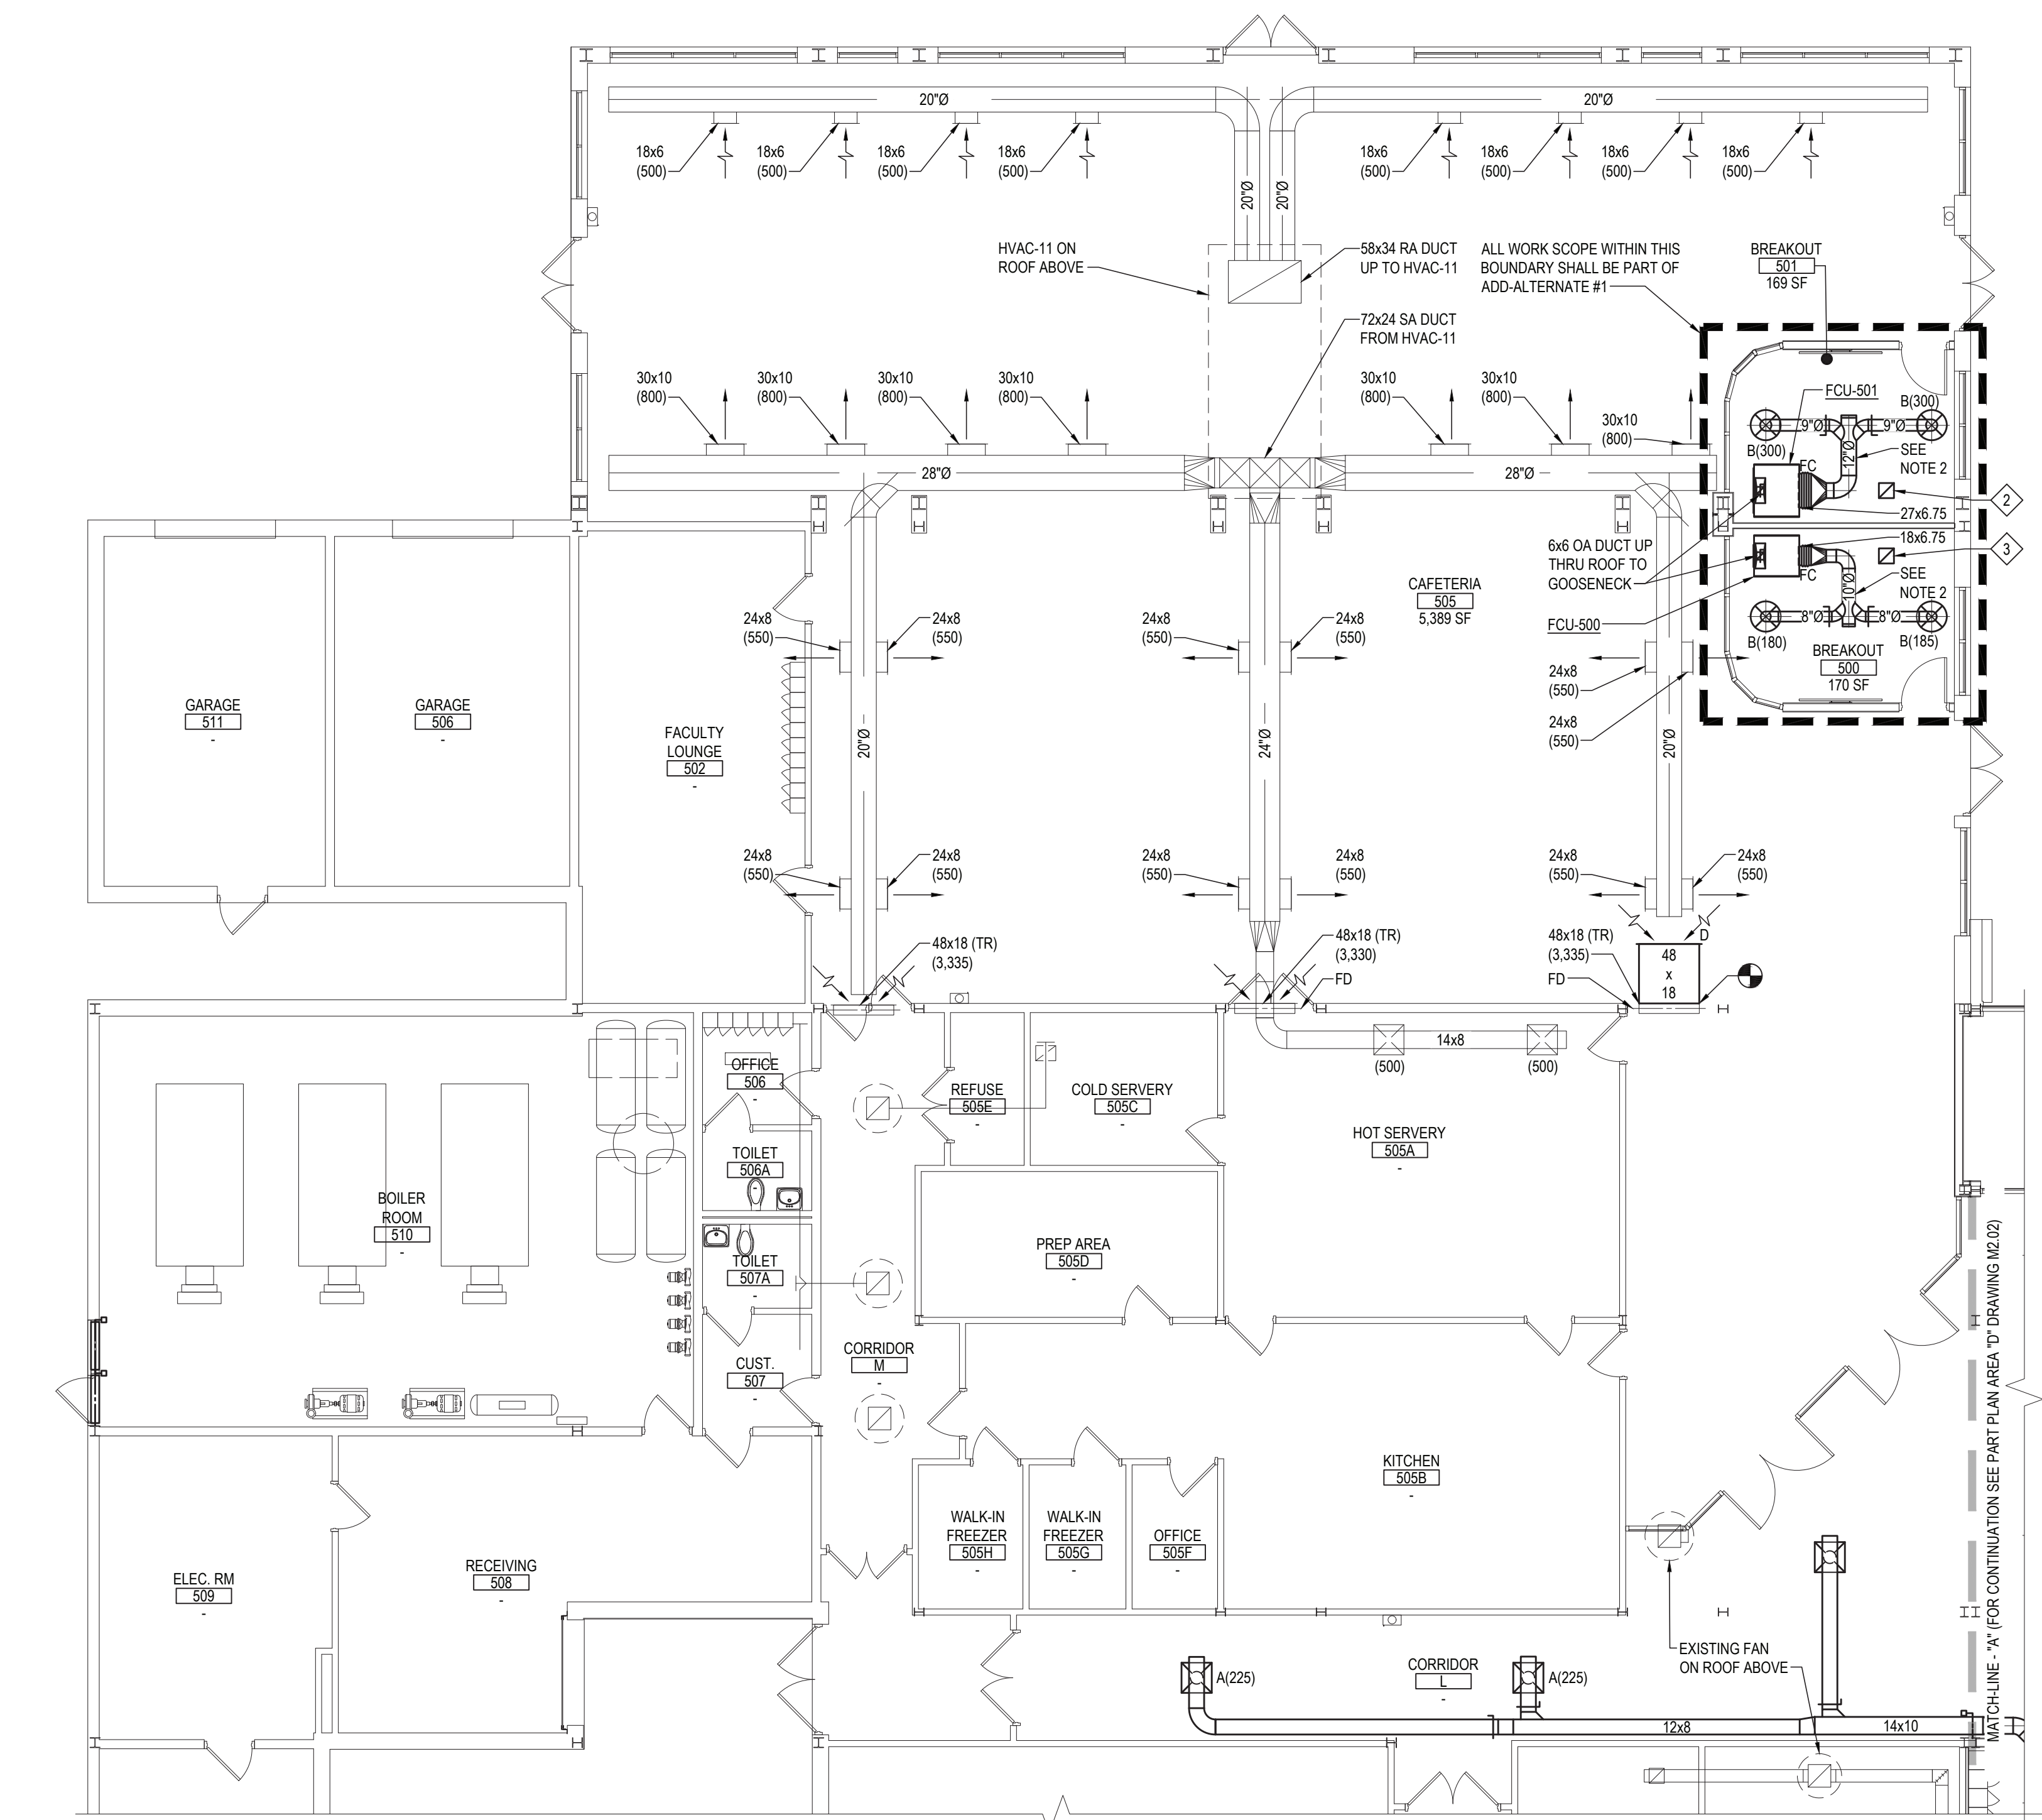 20"Ø
20"Ø
18x6
(500)
18x6
(500)
18x6
(500)
18x6
(500)
18x6
(500)
18x6
(500)
18x6
(500)
18x6
(500)
20"Ø
20"Ø
HVAC-11 ON
ROOF ABOVE
58x34 RA DUCT
UP TO HVAC-11
ALL WORK SCOPE WITHIN THIS
BOUNDARY SHALL BE PART OF
ADD-ALTERNATE #1
BREAKOUT
501
169 SF
72x24 SA DUCT
FROM HVAC-11
30x10
(800)
30x10
(800)
30x10
(800)
30x10
(800)
30x10
(800)
30x10
(800)
30x10
(800)
28"Ø
28"Ø
FCU-501
B(300)
9"Ø
9"Ø
B(300)
FC
12"Ø
SEE
NOTE 2
2
27x6.75
18x6.75
3
6x6 OA DUCT UP
THRU ROOF TO
GOOSENECK
FC
10"Ø
SEE
NOTE 2
FCU-500
8"Ø
8"Ø
B(180)
B(185)
BREAKOUT
500
170 SF
CAFETERIA
505
5,389 SF
24x8
(550)
24x8
(550)
24x8
(550)
24x8
(550)
24x8
(550)
24x8
(550)
GARAGE
511
-
GARAGE
506
-
FACULTY
LOUNGE
502
-
20"Ø
24"Ø
20"Ø
24x8
(550)
24x8
(550)
24x8
(550)
24x8
(550)
24x8
(550)
24x8
(550)
48x18 (TR)
(3,335)
48x18 (TR)
(3,330)
FD
48x18 (TR)
(3,335)
FD
D
48
x
18
14x8
(500)
(500)
OFFICE
506
-
REFUSE
505E
-
COLD SERVERY
505C
-
HOT SERVERY
505A
-
TOILET
506A
-
BOILER
ROOM
510
-
TOILET
507A
-
PREP AREA
505D
-
CUST.
507
-
CORRIDOR
M
-
KITCHEN
505B
-
WALK-IN
FREEZER
505H
-
WALK-IN
FREEZER
505G
-
OFFICE
505F
-
ELEC. RM
509
-
RECEIVING
508
-
EXISTING FAN
ON ROOF ABOVE
CORRIDOR
L
-
A(225)
A(225)
12x8
14x10
MATCH-LINE - "A" (FOR CONTINUATION SEE PART PLAN AREA "D" DRAWING M2.02)